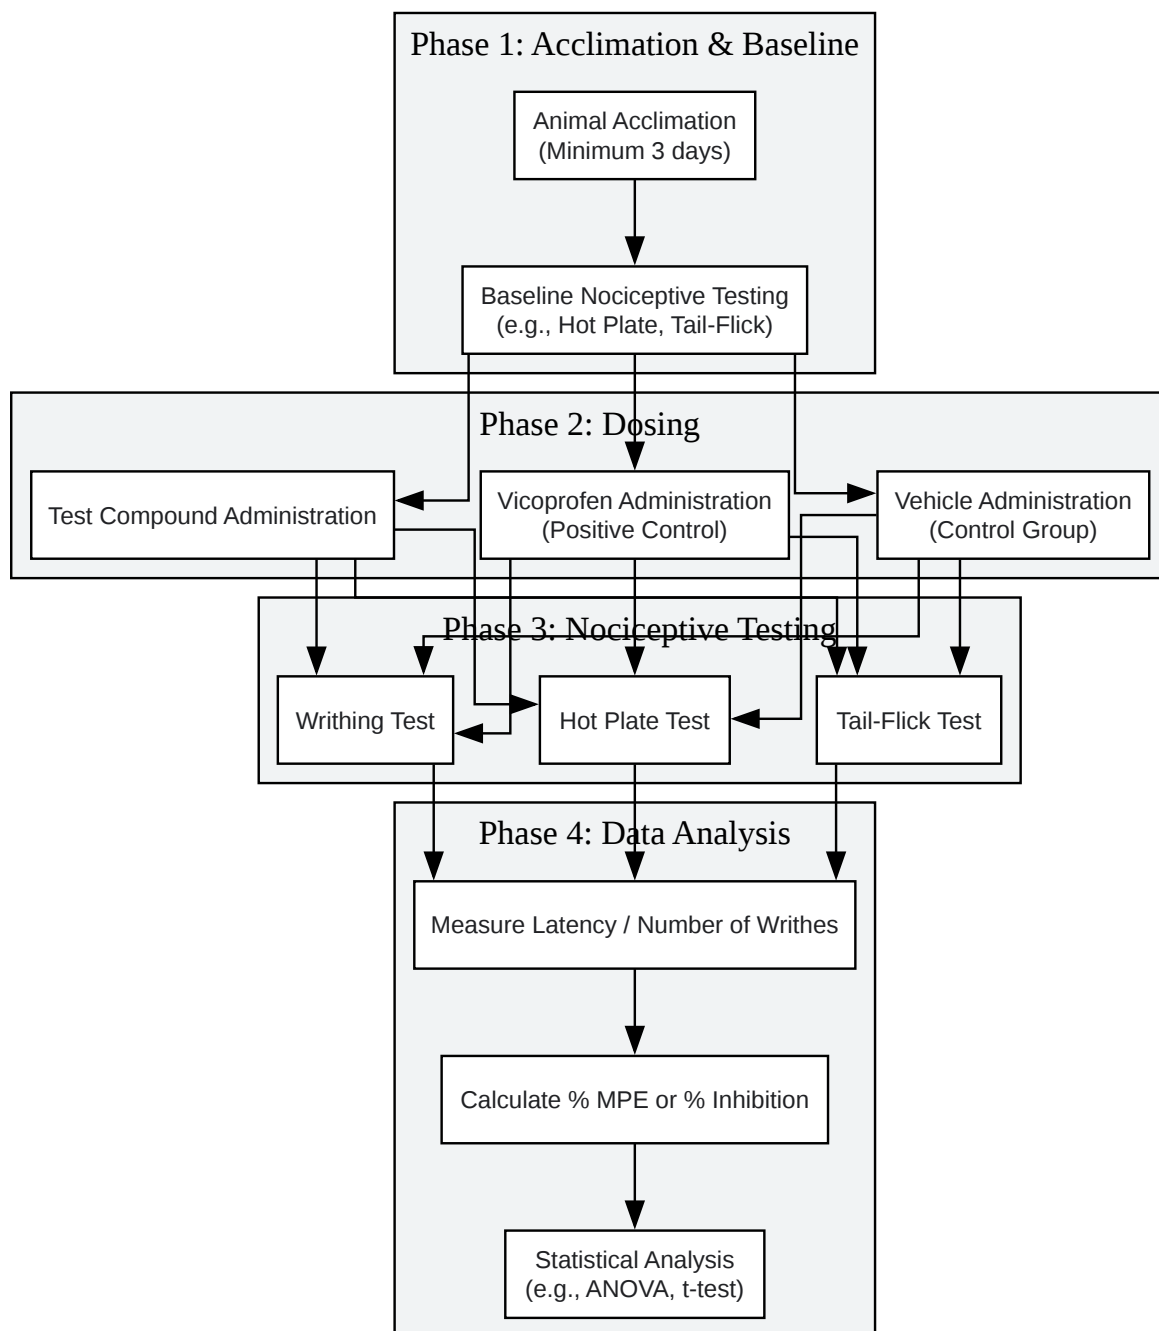 Phase 1: Acclimation & Baseline
Animal Acclimation
(Minimum 3 days)
Baseline Nociceptive Testing
(e.g., Hot Plate, Tail-Flick)
Phase 2: Dosing
Test Compound Administration
Vicoprofen Administration
(Positive Control)
Vehicle Administration
(Control Group)
Phase 3: Nociceptive Testing
Writhing Test
Hot Plate Test
Tail-Flick Test
Phase 4: Data Analysis
Measure Latency / Number of Writhes
Calculate % MPE or % Inhibition
Statistical Analysis
(e.g., ANOVA, t-test)